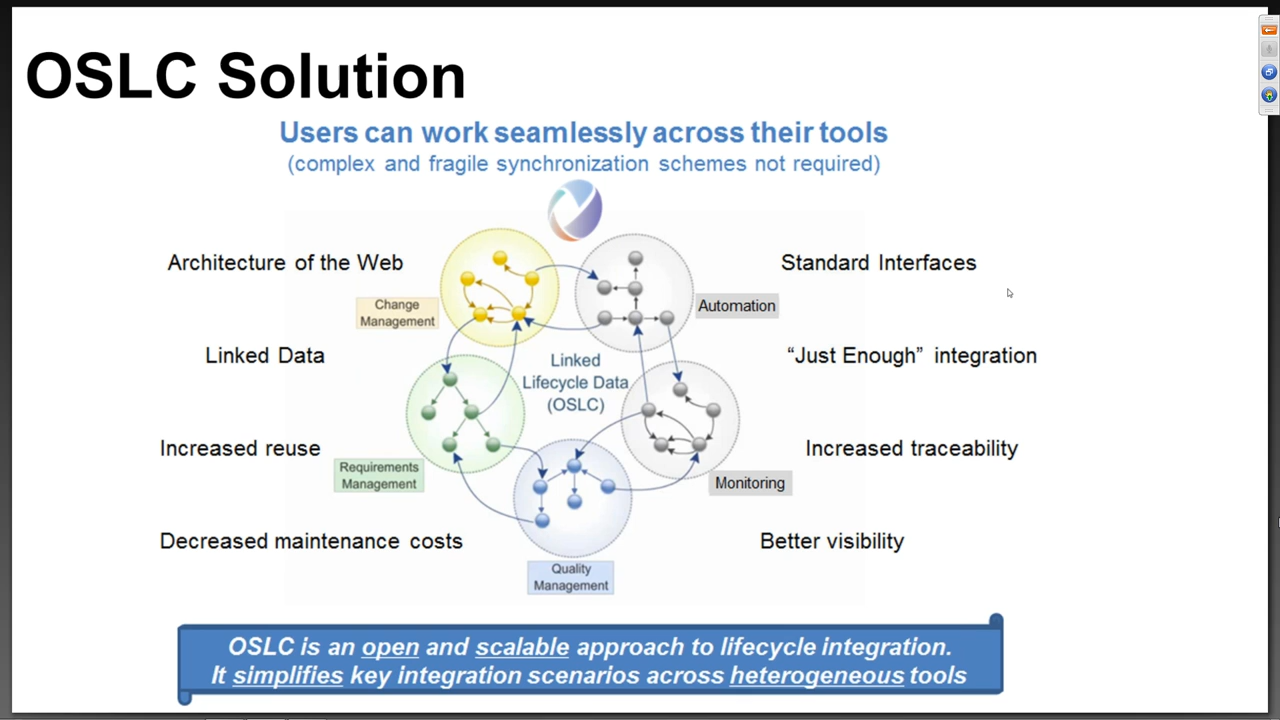 OSLC Solution
Users can work seamlessly across their tools
(complex and fragile synchronization schemes not required)
Architecture of the Web
Standard Interfaces
Change
Management
Automation
Linked Data
Linked
Lifecycle Data
(OSLC)
“Just Enough” integration
Increased reuse
Increased traceability
Requirements
Management
Monitoring
Decreased maintenance costs
Better visibility
Quality
Management
OSLC is an open and scalable approach to lifecycle integration.
It simplifies key integration scenarios across heterogeneous tools